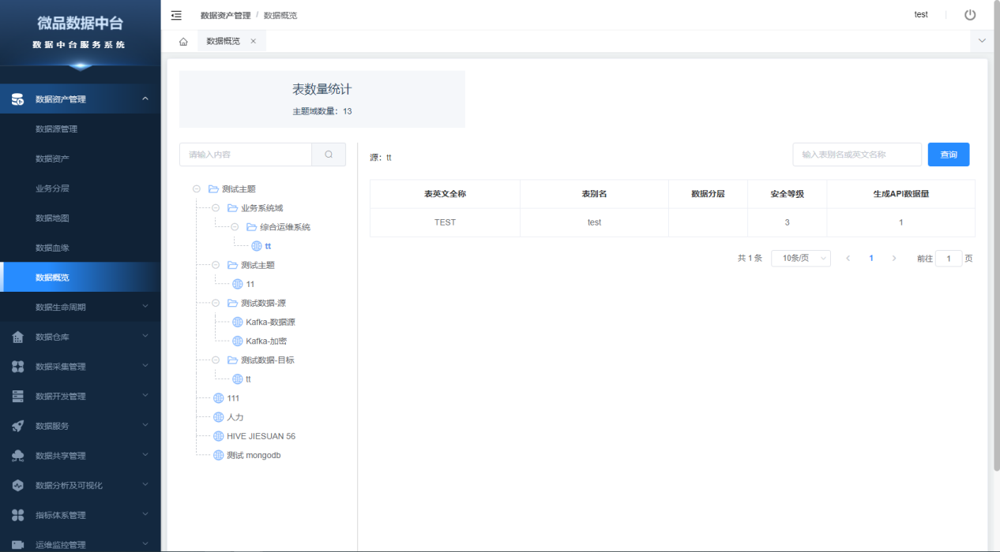 微品数据中台
数据中台服务系统
数据资产管理
数据源管理
数据资产
业务分层
数据地图
数据血缘
数据概览
数据生命周期
数据仓库
数据采集管理
数据开发管理
数据服务
数据共享管理
数据分析及可视化
指标体系管理
运维监控管理
数据资产管理 / 数据概览
test
数据概览 ×
表数量统计
主题域数量：13
请输入内容
测试主题
业务系统域
综合运维系统
tt
测试主题
11
测试数据-源
Kafka-数据源
Kafka-加密
测试数据-目标
tt
111
人力
HIVE JIESUAN 56
测试 mongodb
源：tt
输入表别名或英文名称
查询
表英文全称 表别名 数据分层 安全等级 生成API数据量
TEST test 3 1
共 1 条 10条/页 < 1 > 前往 1 页